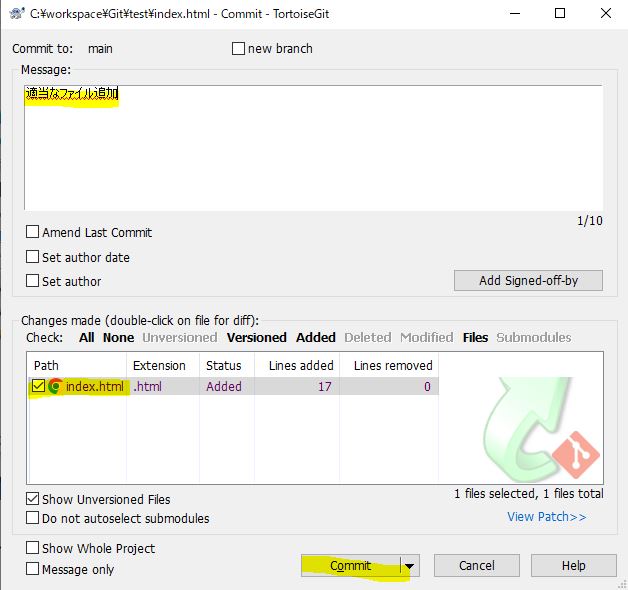 C:¥workspace¥Git¥test¥index.html - Commit - TortoiseGit
Commit to: main new branch
Message:
適当なファイル追加
1/10
Amend Last Commit
Set author date
Set author
Add Signed-off-by
Changes made (double-click on file for diff):
Check: All None Unversioned Versioned Added Deleted Modified Files Submodules
Path Extension Status Lines added Lines removed
index.html .html Added 17 0
Show Unversioned Files
1 files selected, 1 files total
Do not autoselect submodules
View Patch>>
Show Whole Project
Message only
Commit Cancel Help